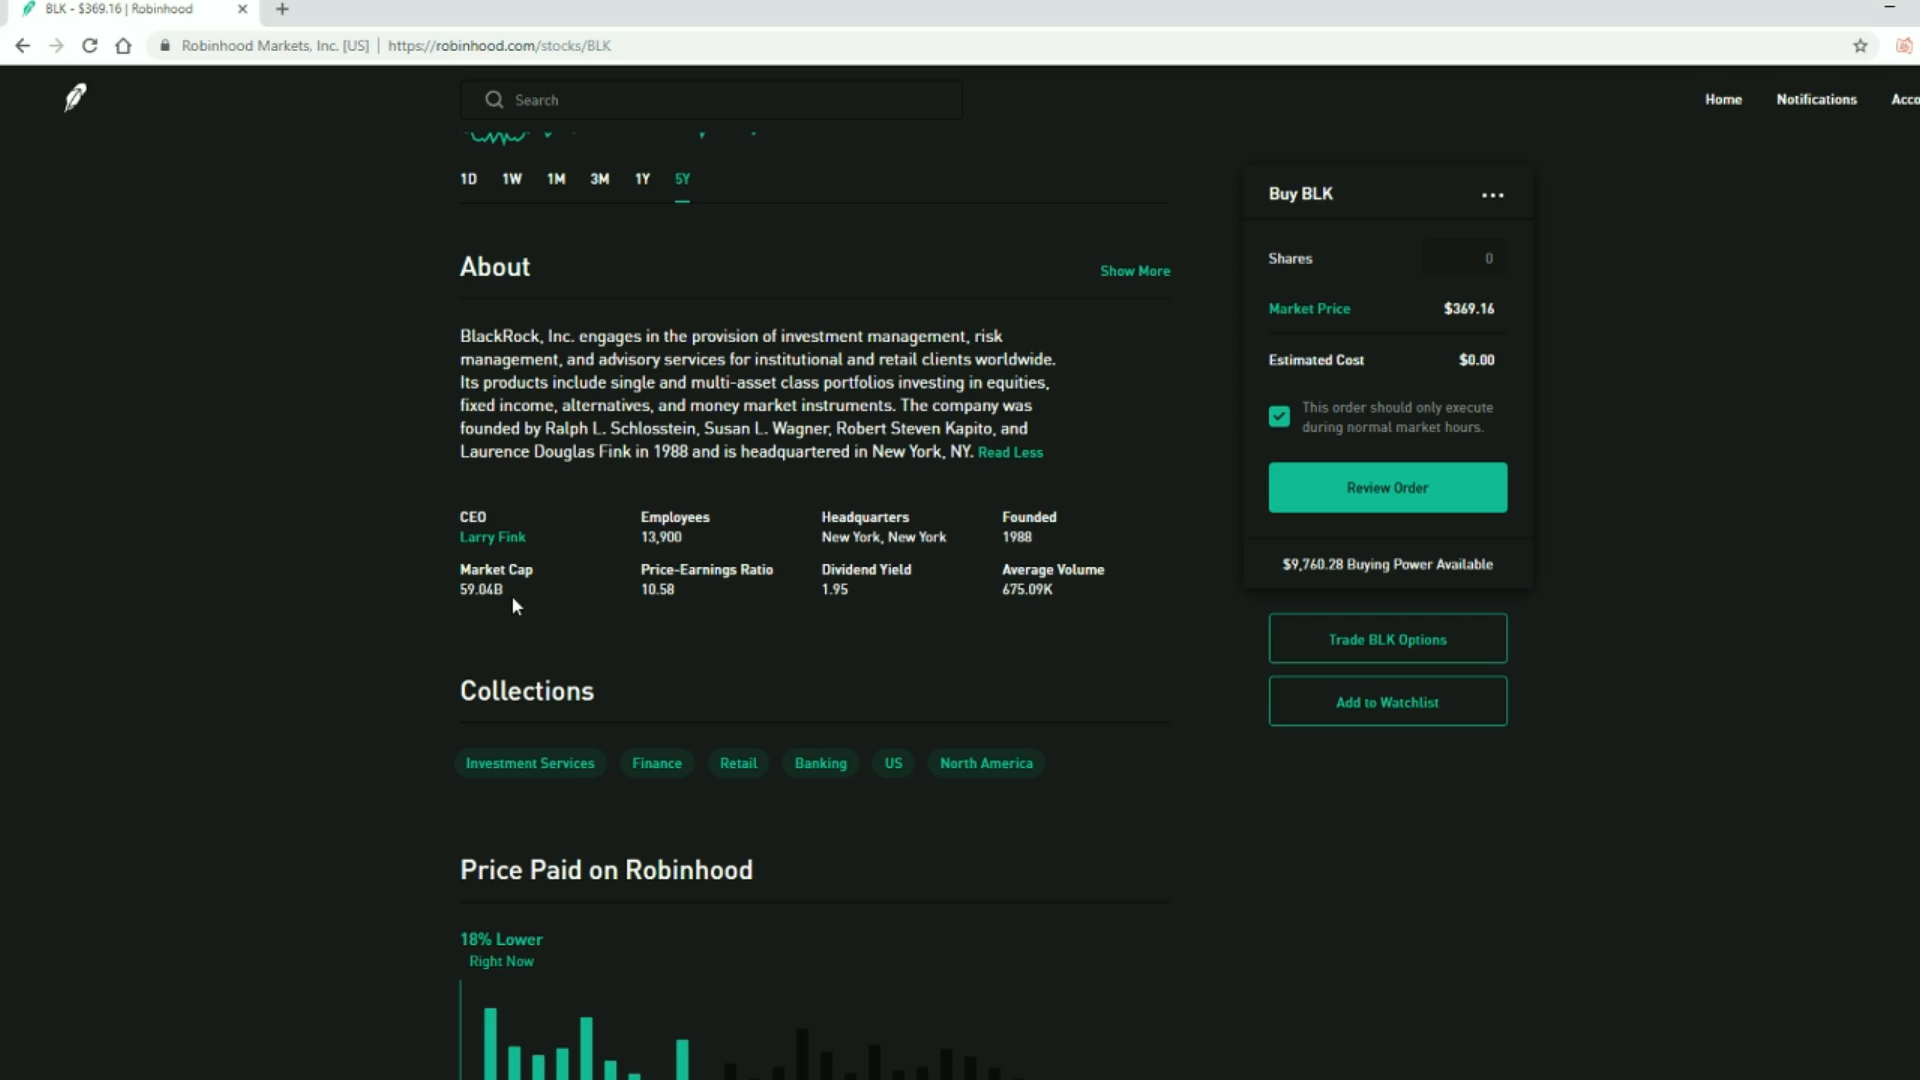 BLK - $369.16 | Robinhood
Robinhood Markets, Inc. [US] | https://robinhood.com/stocks/BLK
Search
Home Notifications Acco
1D 1W 1M 3M 1Y 5Y
About
Show More
BlackRock, Inc. engages in the provision of investment management, risk
management, and advisory services for institutional and retail clients worldwide.
Its products include single and multi-asset class portfolios investing in equities,
fixed income, alternatives, and money market instruments. The company was
founded by Ralph L. Schlosstein, Susan L. Wagner, Robert Steven Kapito, and
Laurence Douglas Fink in 1988 and is headquartered in New York, NY. Read Less
CEO Employees Headquarters Founded
Larry Fink 13,900 New York, New York 1988
Market Cap Price-Earnings Ratio Dividend Yield Average Volume
59.04B 10.58 1.95 675.09K
Collections
Investment Services Finance Retail Banking US North America
Price Paid on Robinhood
18% Lower
Right Now
Buy BLK
Shares 0
Market Price $369.16
Estimated Cost $0.00
This order should only execute
during normal market hours.
Review Order
$9,760.28 Buying Power Available
Trade BLK Options
Add to Watchlist